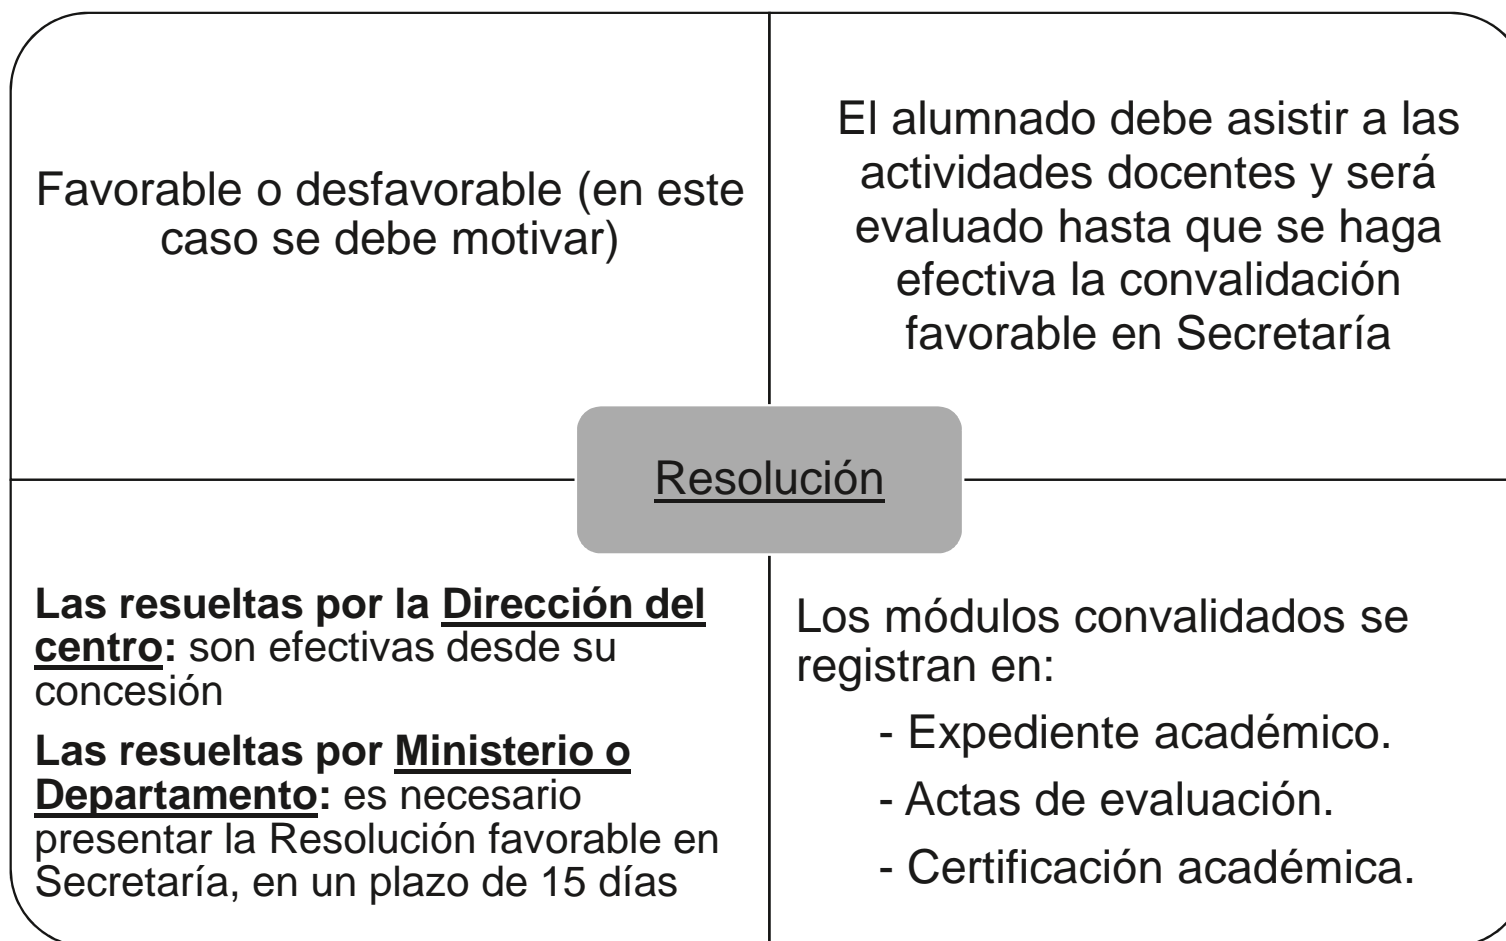 Favorable o desfavorable (en este
caso se debe motivar)
El alumnado debe asistir a las
actividades docentes y será
evaluado hasta que se haga
efectiva la convalidación
favorable en Secretaría
Resolución
Las resueltas por la Dirección del
centro: son efectivas desde su
concesión
Las resueltas por Ministerio o
Departamento: es necesario
presentar la Resolución favorable en
Secretaría, en un plazo de 15 días
Los módulos convalidados se
registran en:
- Expediente académico.
- Actas de evaluación.
- Certificación académica.